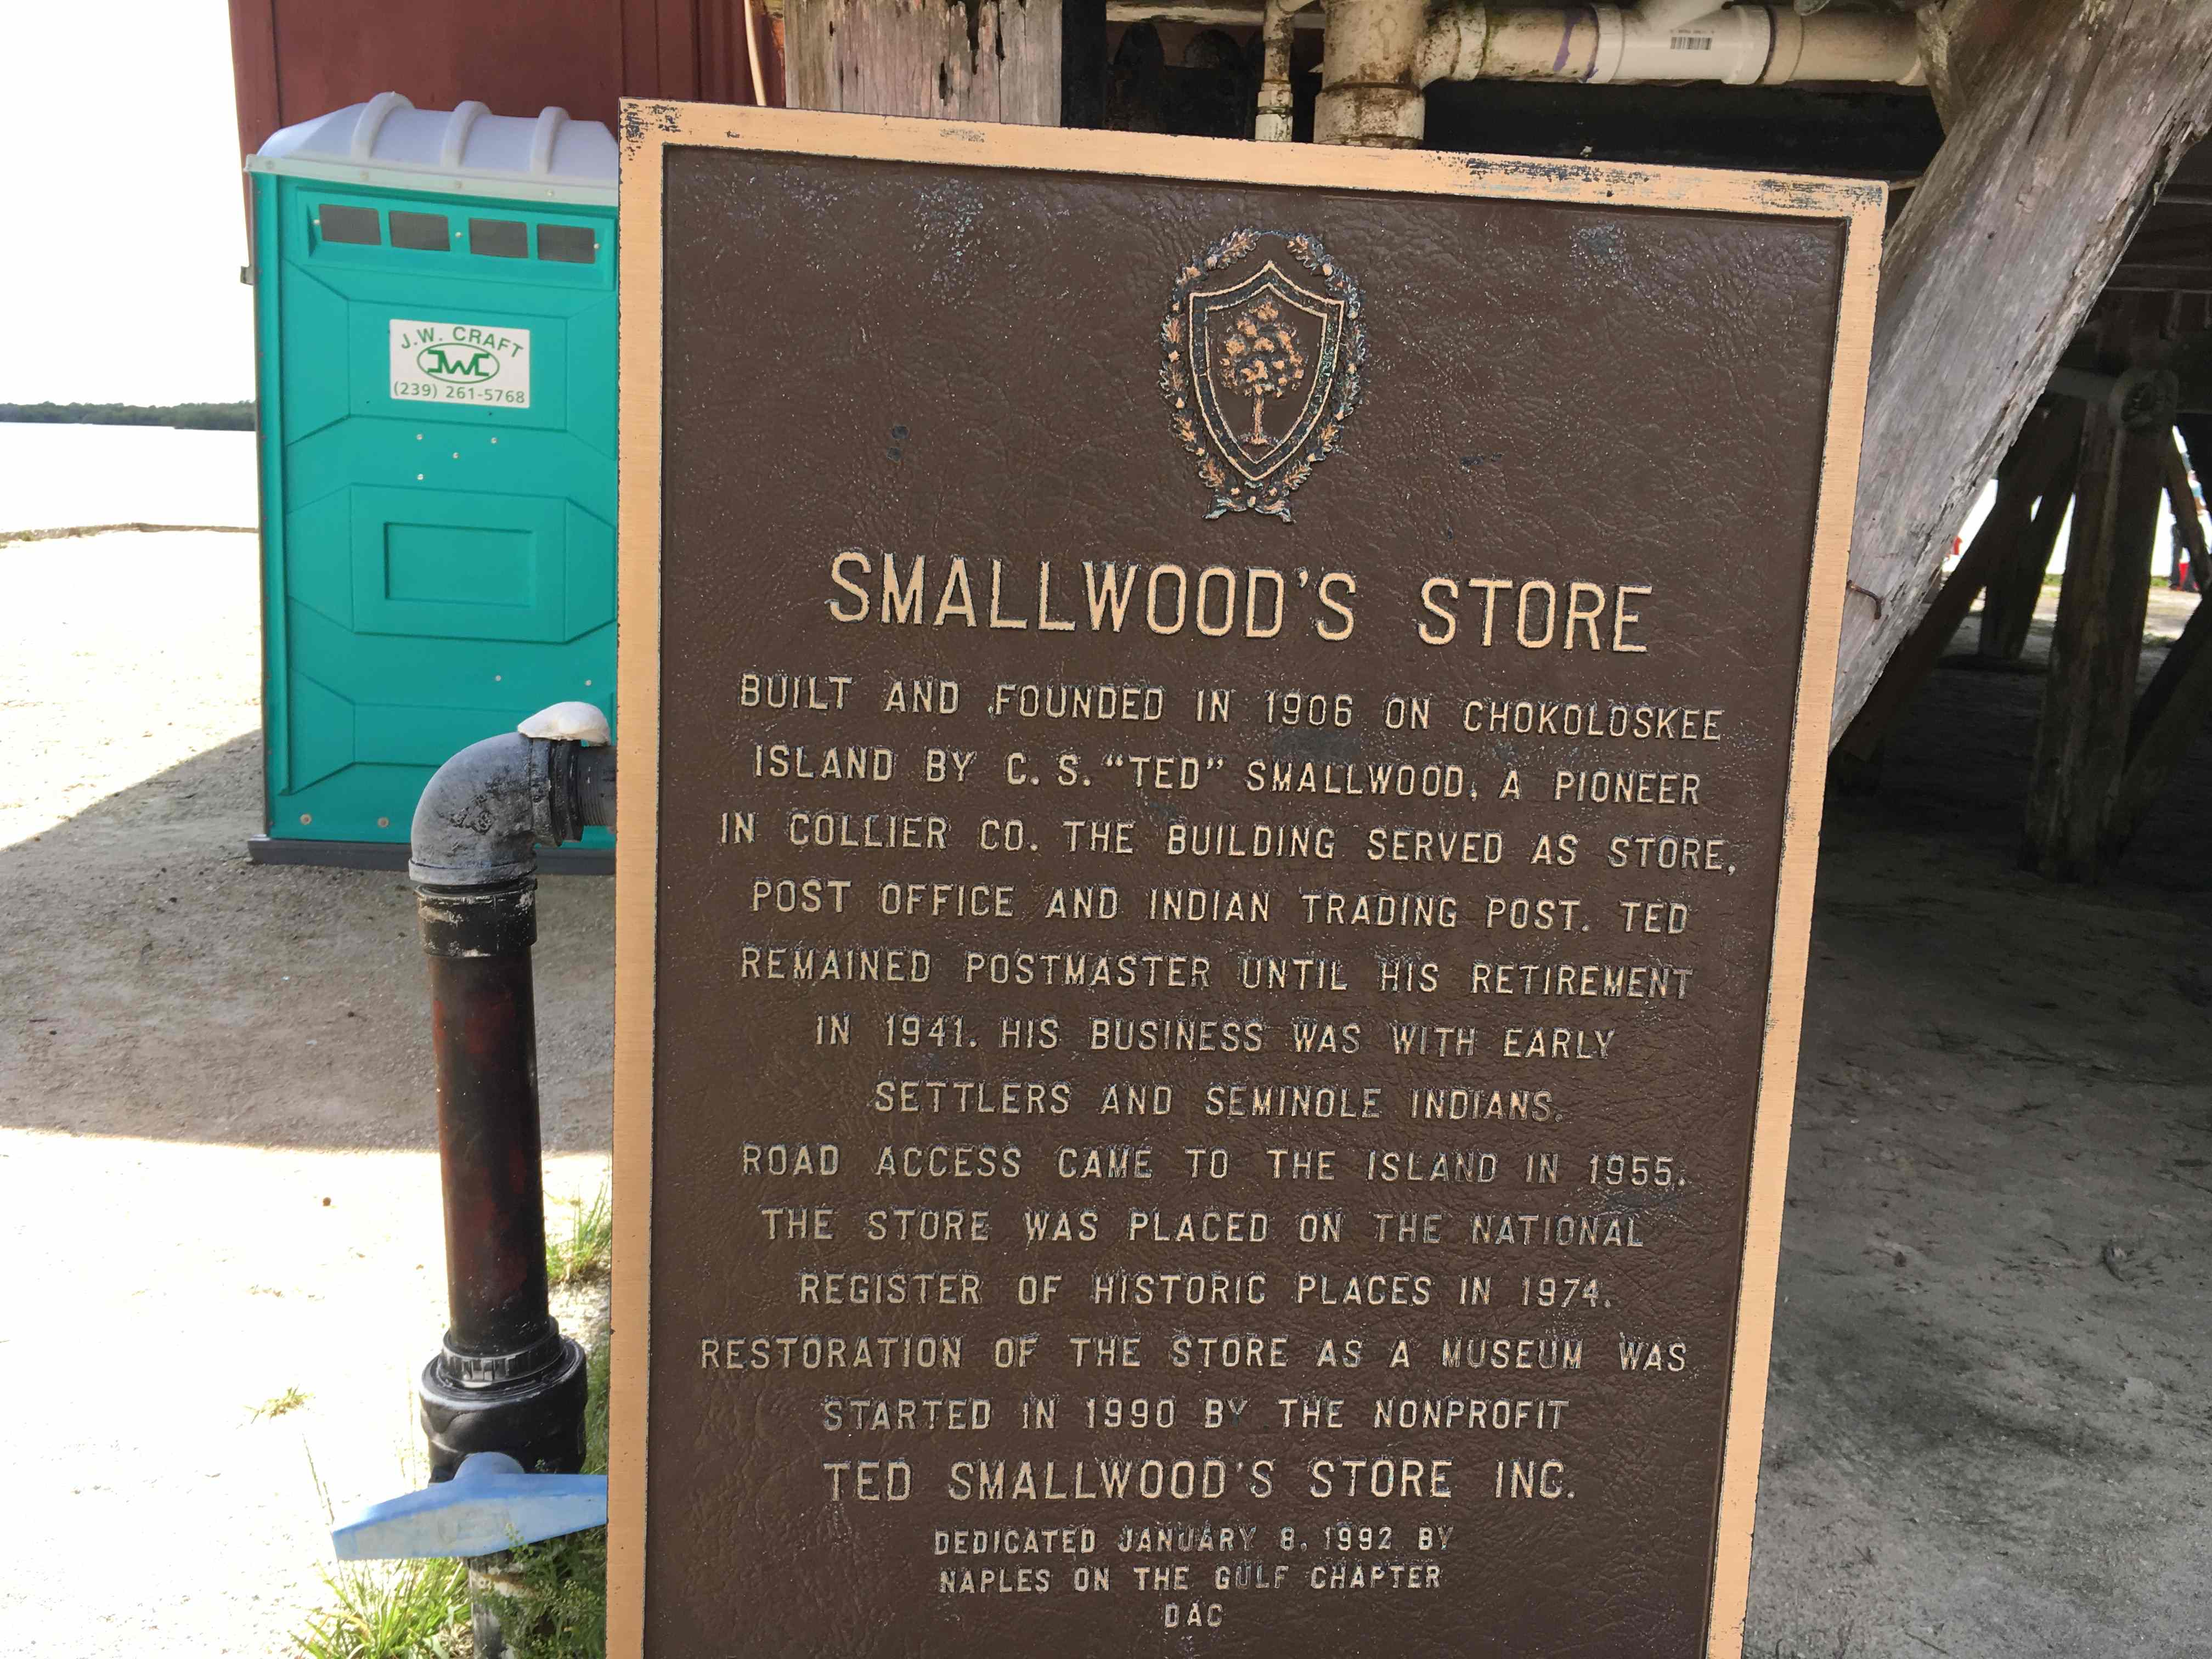 J.W. CRAFT
JWC
(239) 261-5768
SMALLWOOD'S STORE
BUILT AND FOUNDED IN 1906 ON CHOKOLOSKEE
ISLAND BY C. S. "TED" SMALLWOOD, A PIONEER
IN COLLIER CO. THE BUILDING SERVED AS STORE,
POST OFFICE AND INDIAN TRADING POST. TED
REMAINED POSTMASTER UNTIL HIS RETIREMENT
IN 1941. HIS BUSINESS WAS WITH EARLY
SETTLERS AND SEMINOLE INDIANS.
ROAD ACCESS CAME TO THE ISLAND IN 1955.
THE STORE WAS PLACED ON THE NATIONAL
REGISTER OF HISTORIC PLACES IN 1974.
RESTORATION OF THE STORE AS A MUSEUM WAS
STARTED IN 1990 BY THE NONPROFIT
TED SMALLWOOD'S STORE INC.
DEDICATED JANUARY 8, 1992 BY
NAPLES ON THE GULF CHAPTER
DAC